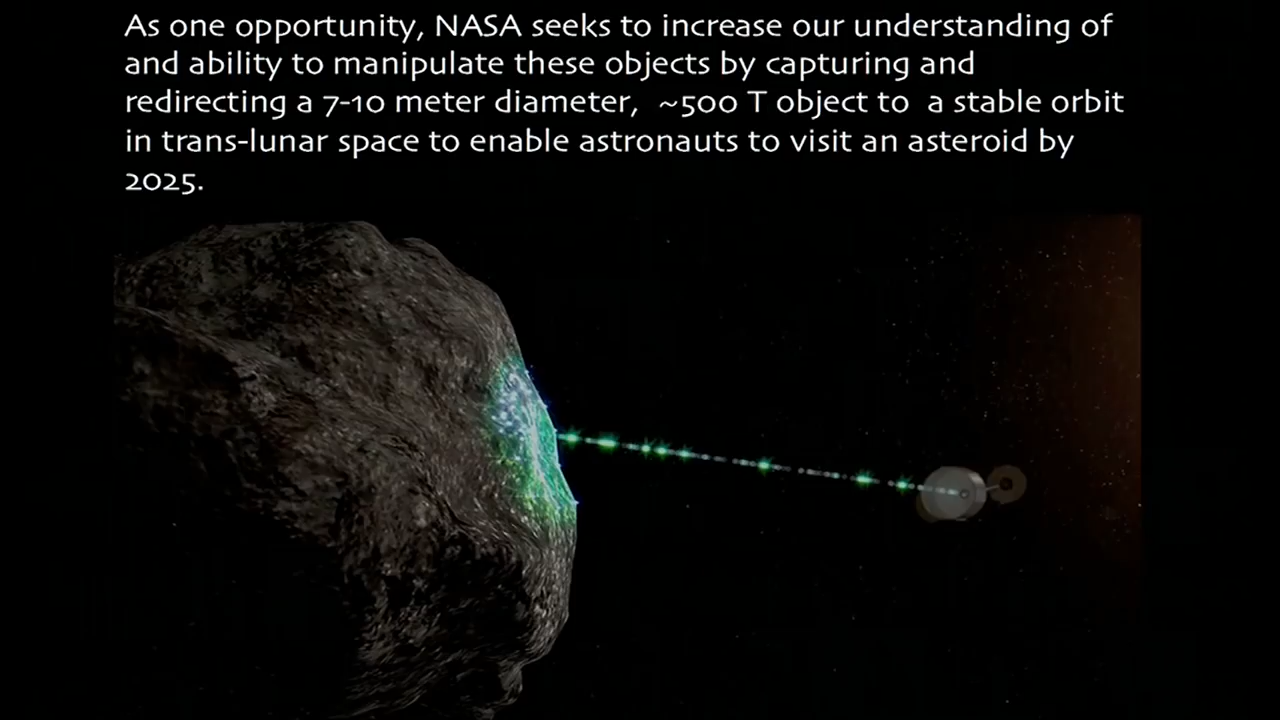 As one opportunity, NASA seeks to increase our understanding of
and ability to manipulate these objects by capturing and
redirecting a 7-10 meter diameter, ~500 T object to a stable orbit
in trans-lunar space to enable astronauts to visit an asteroid by
2025.